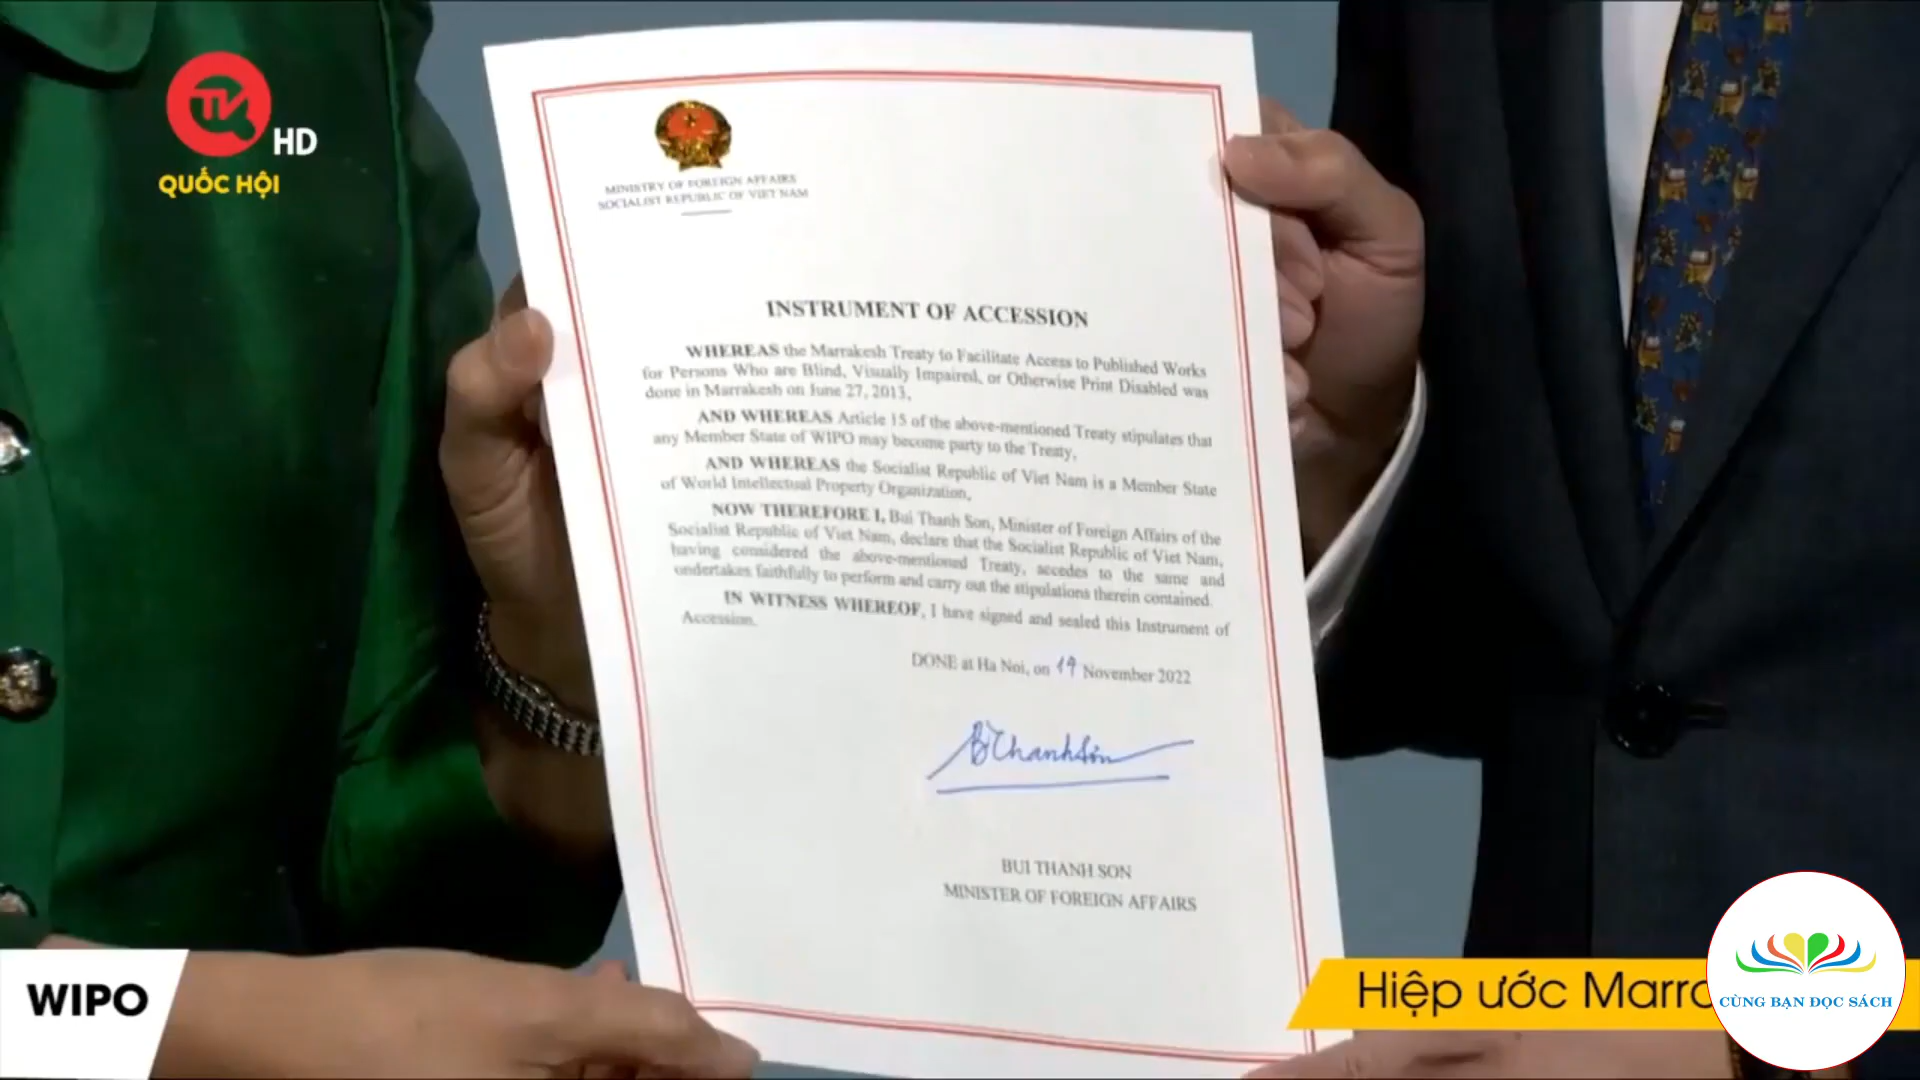 HD
QUỐC HỘI
MINISTRY OF FOREIGN AFFAIRS
SOCIALIST REPUBLIC OF VIET NAM
INSTRUMENT OF ACCESSION
WHEREAS the Marrakesh Treaty to Facilitate Access to Published Works
for Persons Who are Blind, Visually Impaired, or Otherwise Print Disabled was
done in Marrakesh on June 27, 2013,
AND WHEREAS Article 15 of the above-mentioned Treaty stipulates that
any Member State of WIPO may become party to the Treaty,
AND WHEREAS the Socialist Republic of Viet Nam is a Member State
of World Intellectual Property Organization,
NOW THEREFORE I, Bui Thanh Son, Minister of Foreign Affairs of the
Socialist Republic of Viet Nam, declare that the Socialist Republic of Viet Nam,
having considered the above-mentioned Treaty, accedes to the same and
undertakes faithfully to perform and carry out the stipulations therein contained.
IN WITNESS WHEREOF, I have signed and sealed this Instrument of
Accession.
DONE at Ha Noi, on 19 November 2022
BThanhSơn
BUI THANH SON
MINISTER OF FOREIGN AFFAIRS
WIPO
Hiệp ước
CÙNG BẠN ĐỌC SÁCH